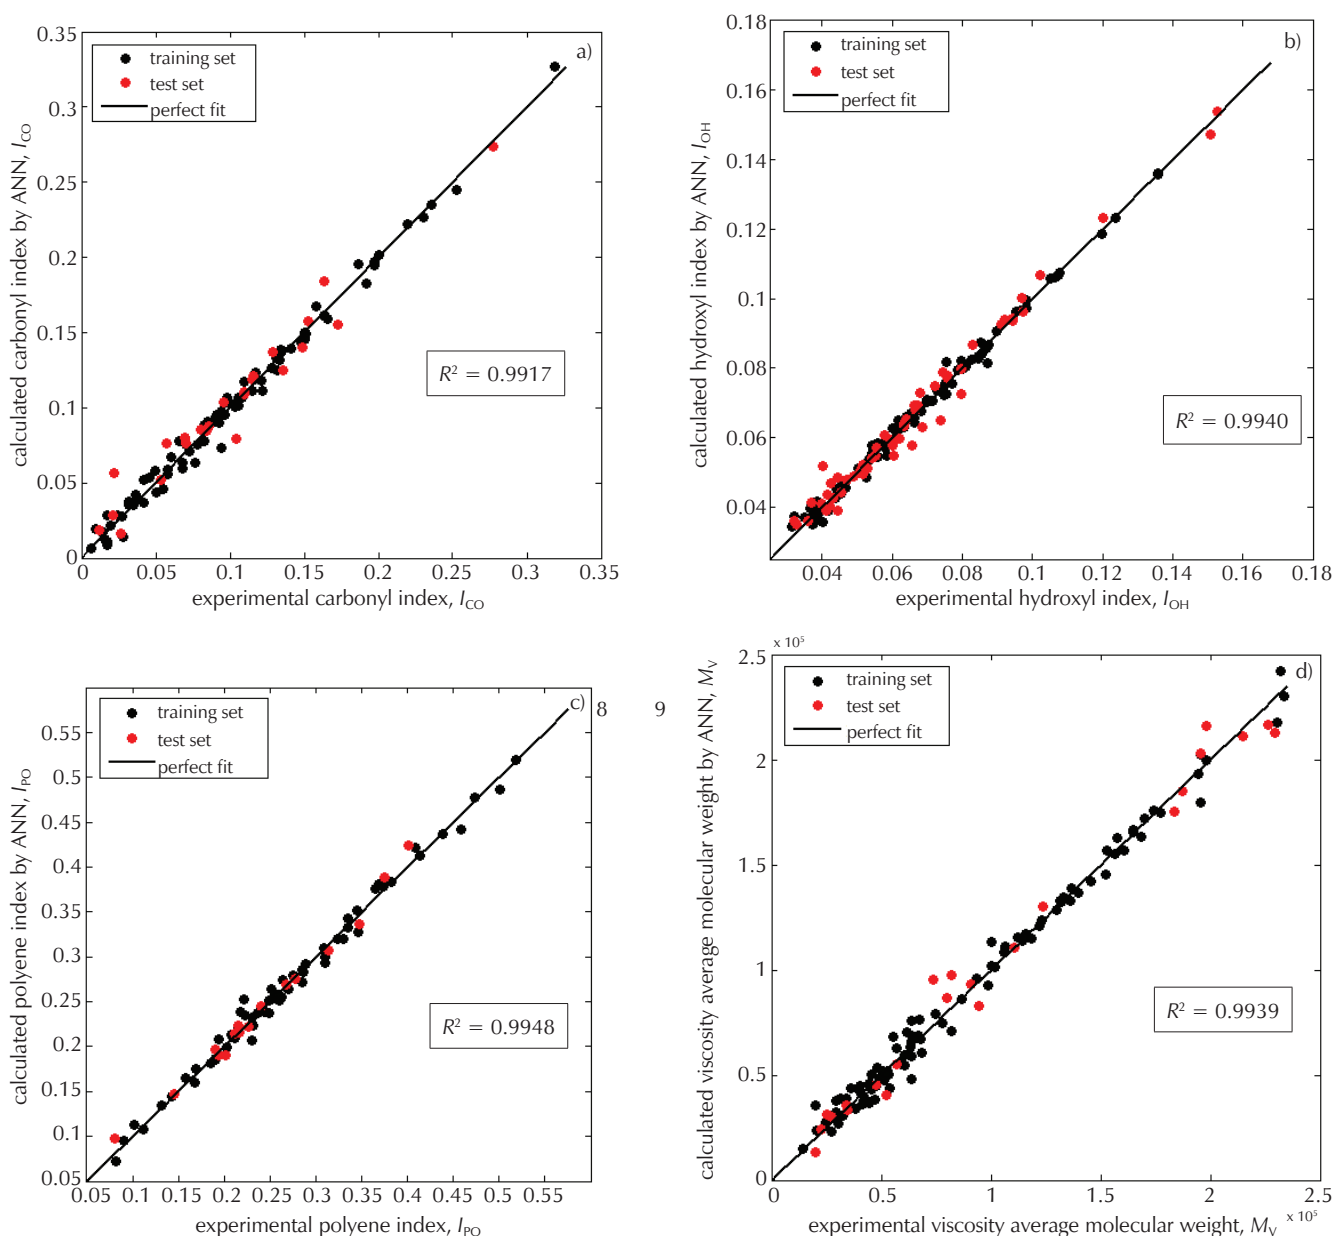 a)
training set
test set
perfect fit
calculated carbonyl index by ANN, I_CO
0.35
0.3
0.25
0.2
0.15
0.1
0.05
0
R² = 0.9917
0 0.05 0.1 0.15 0.2 0.25 0.3 0.35
experimental carbonyl index, I_CO
b)
training set
test set
perfect fit
calculated hydroxyl index by ANN, I_OH
0.18
0.16
0.14
0.12
0.1
0.08
0.06
0.04
R² = 0.9940
0.04 0.06 0.08 0.1 0.12 0.14 0.16 0.18
experimental hydroxyl index, I_OH
c)
8 9
training set
test set
perfect fit
calculated polyene index by ANN, I_PO
0.55
0.5
0.45
0.4
0.35
0.3
0.25
0.2
0.15
0.1
0.05
R² = 0.9948
0.05 0.1 0.15 0.2 0.25 0.3 0.35 0.4 0.45 0.5 0.55
experimental polyene index, I_PO
x 10⁵
d)
training set
test set
perfect fit
calculated viscosity average molecular weight by ANN, M_V
2.5
2
1.5
1
0.5
0
R² = 0.9939
0 0.5 1 1.5 2 2.5
experimental viscosity average molecular weight, M_V x 10⁵